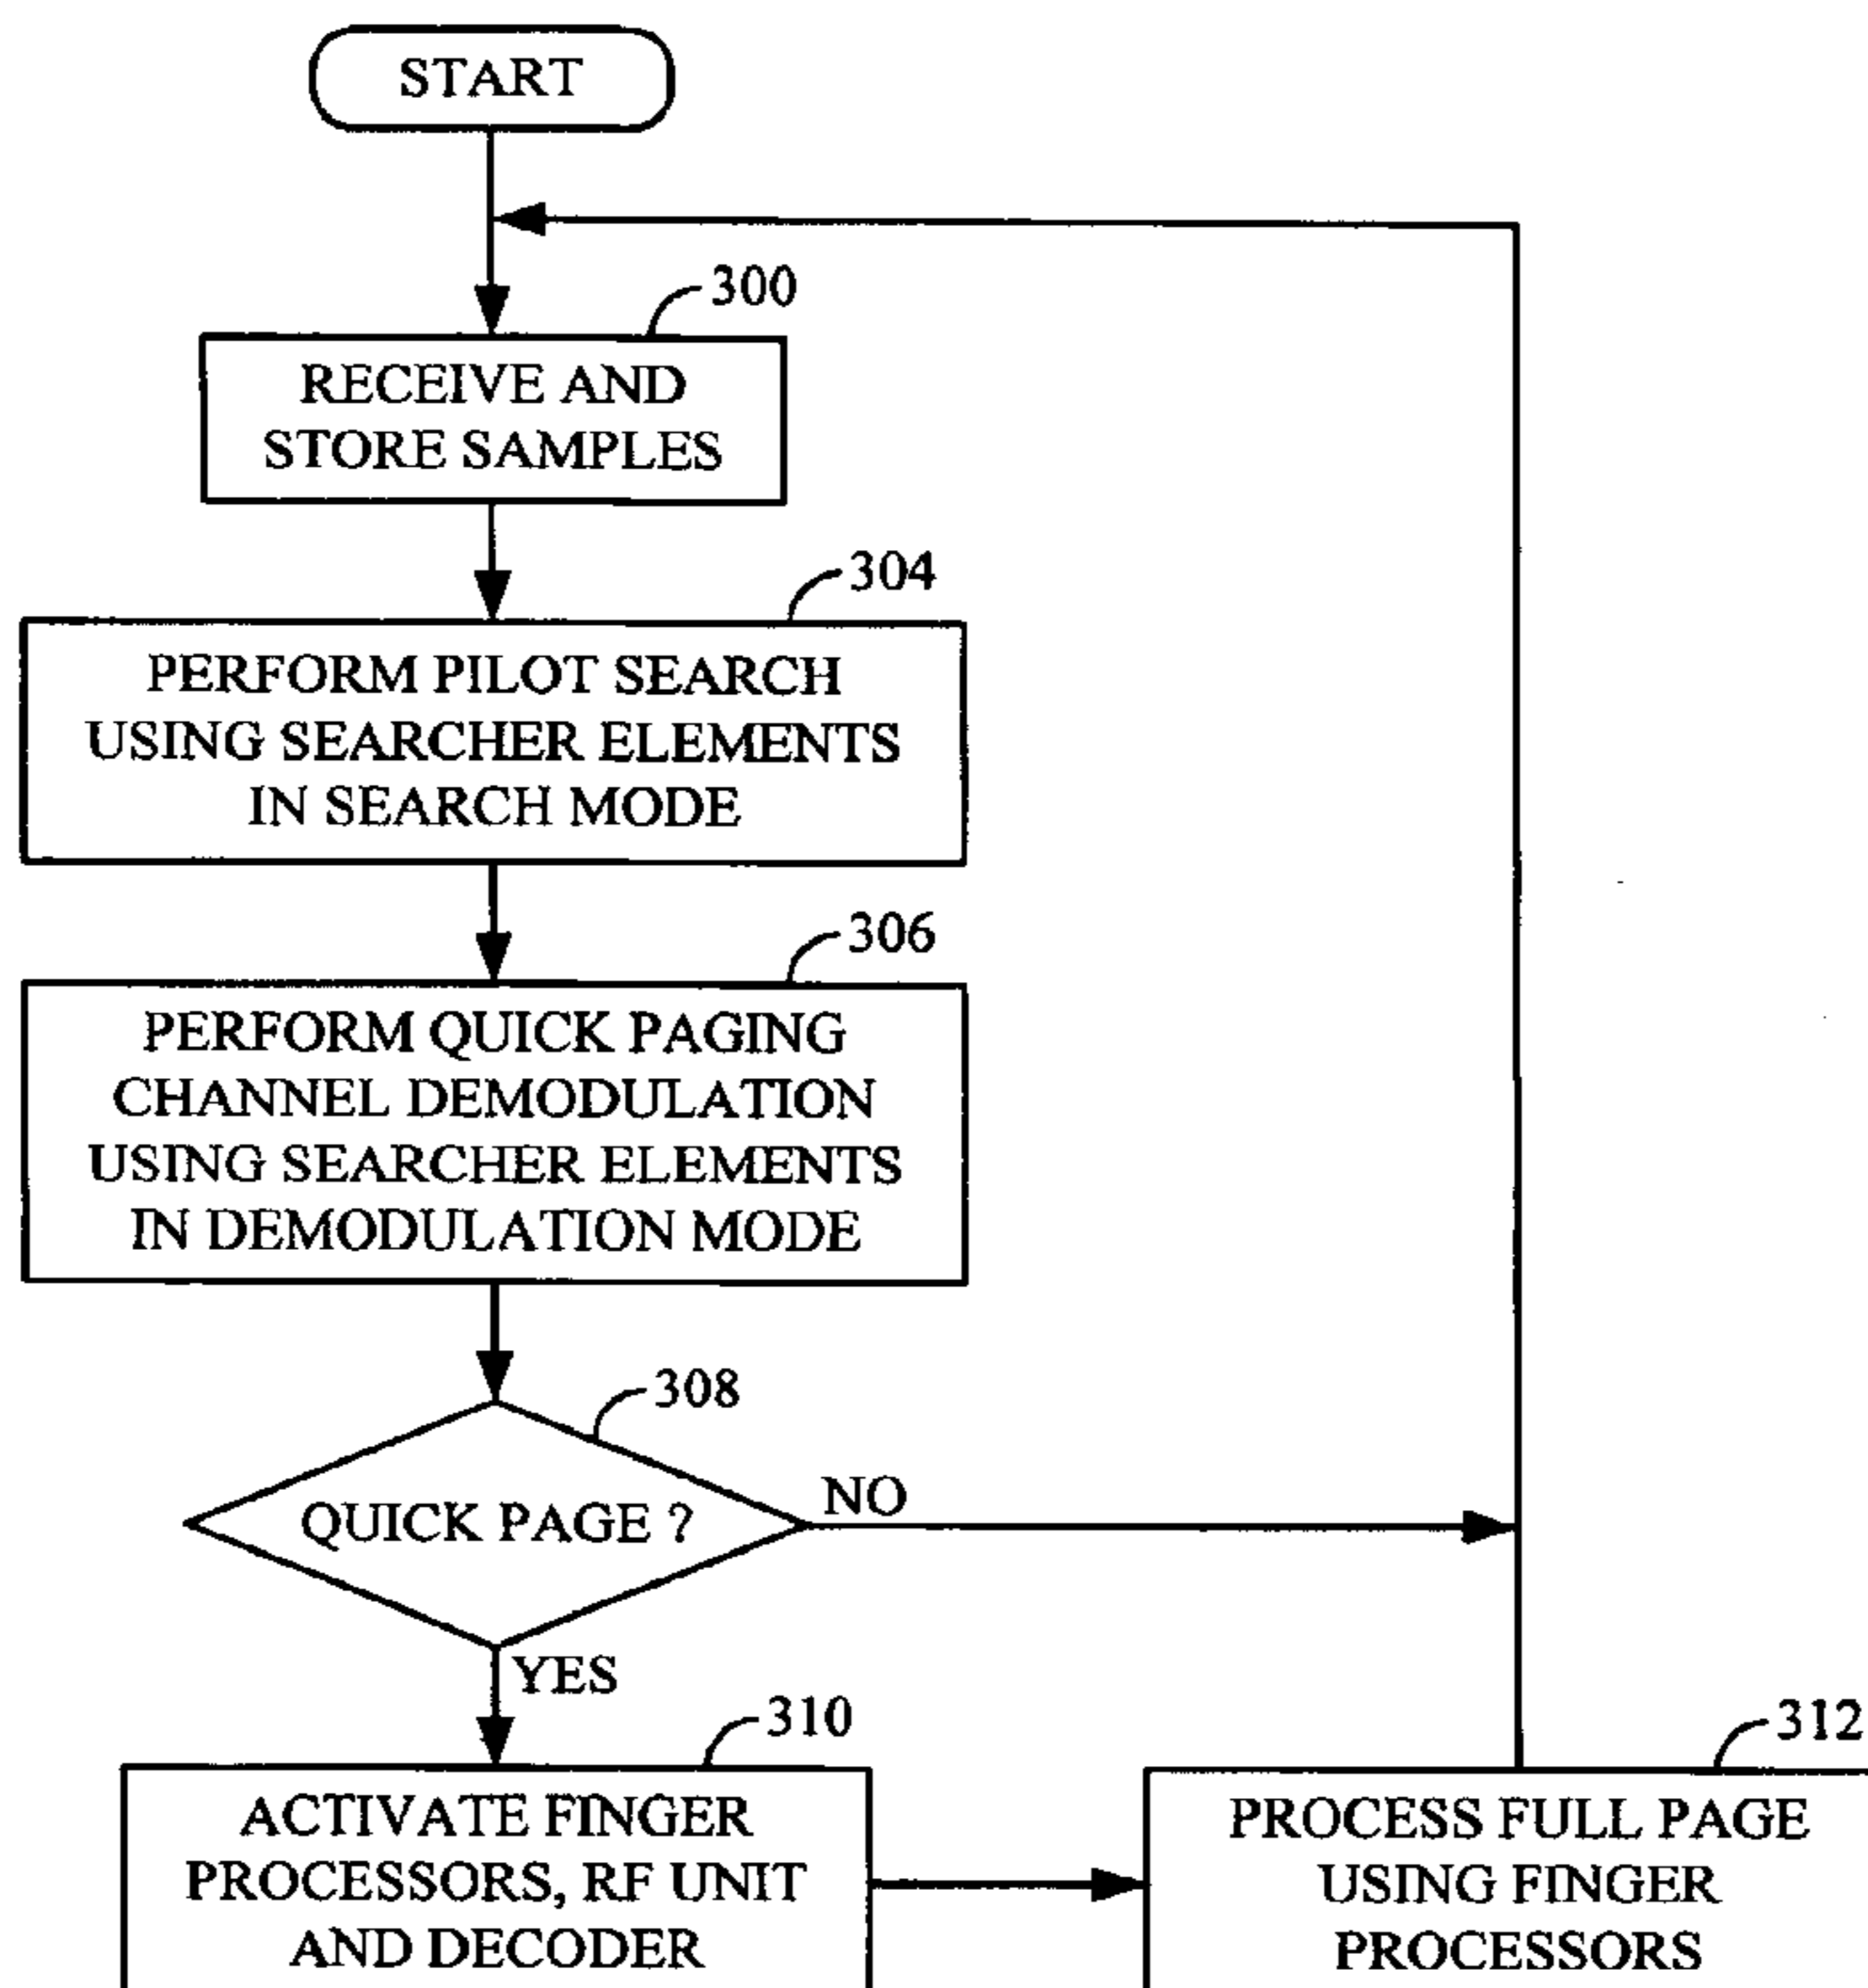 START
300
RECEIVE AND
STORE SAMPLES
304
PERFORM PILOT SEARCH
USING SEARCHER ELEMENTS
IN SEARCH MODE
306
PERFORM QUICK PAGING
CHANNEL DEMODULATION
USING SEARCHER ELEMENTS
IN DEMODULATION MODE
308
QUICK PAGE ?
NO
YES
310
ACTIVATE FINGER
PROCESSORS, RF UNIT
AND DECODER
312
PROCESS FULL PAGE
USING FINGER
PROCESSORS